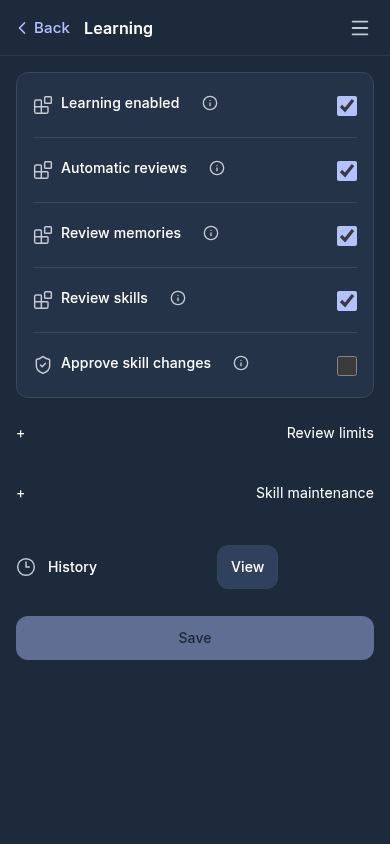 Back Learning
Learning enabled
Automatic reviews
Review memories
Review skills
Approve skill changes
+ Review limits
+ Skill maintenance
History View
Save